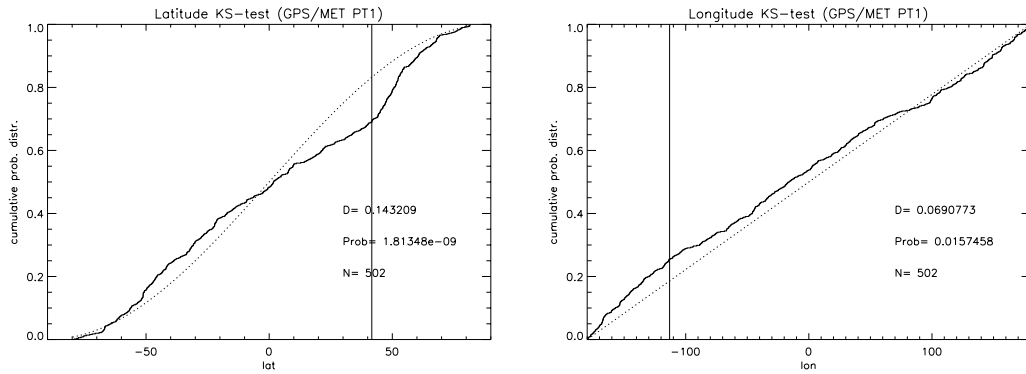 Latitude KS-test (GPS/MET PT1)
cumulative prob. distr.
1.0
0.8
0.6
0.4
0.2
0.0
D= 0.143209
Prob= 1.81348e-09
N= 502
-50
0
50
lat
Longitude KS-test (GPS/MET PT1)
cumulative prob. distr.
1.0
0.8
0.6
0.4
0.2
0.0
D= 0.0690773
Prob= 0.0157458
N= 502
-100
0
100
lon